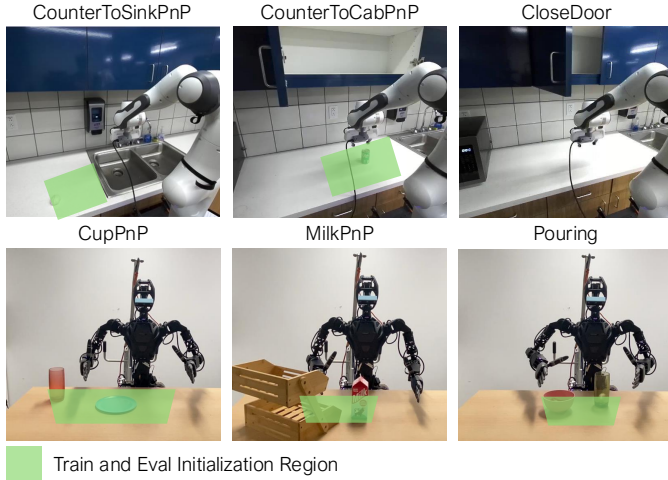 CounterToSinkPnP
CounterToCabPnP
CloseDoor
CupPnP
MilkPnP
Pouring
Train and Eval Initialization Region